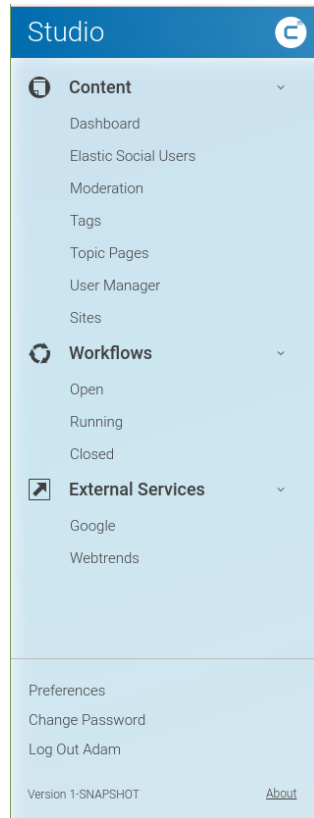 Studio
Content
Dashboard
Elastic Social Users
Moderation
Tags
Topic Pages
User Manager
Sites
Workflows
Open
Running
Closed
External Services
Google
Webtrends
Preferences
Change Password
Log Out Adam
Version 1-SNAPSHOT About